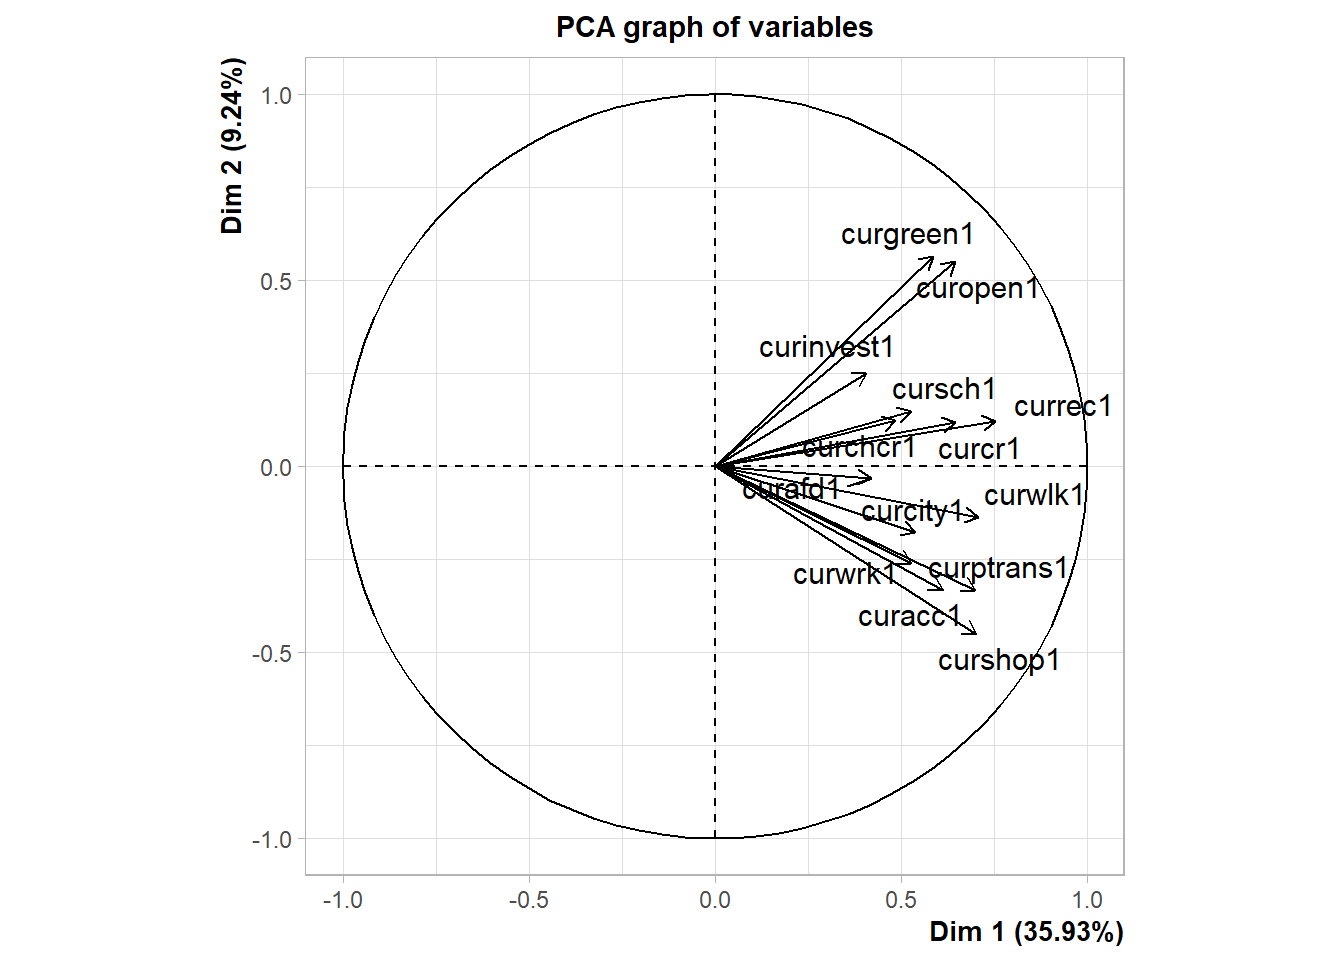 PCA graph of variables
Dim 2 (9.24%)
1.0
0.5
0.0
-0.5
-1.0
curgreen1
curopen1
curinvest1
cursch1
currec1
curchcr1
curcr1
curafd1
curwlk1
curcity1
curptrans1
curwrk1
curacc1
curshop1
-1.0
-0.5
0.0
0.5
1.0
Dim 1 (35.93%)